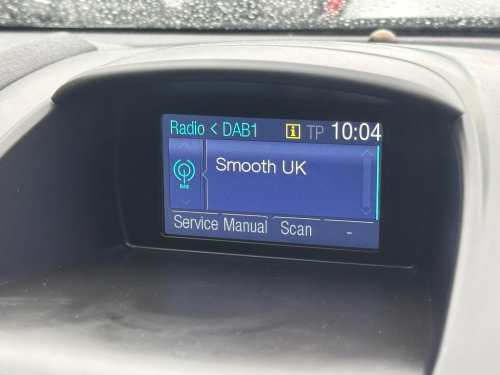 Radio < DAB1 i TP 10:04
DAB
Smooth UK
Service Manual Scan -